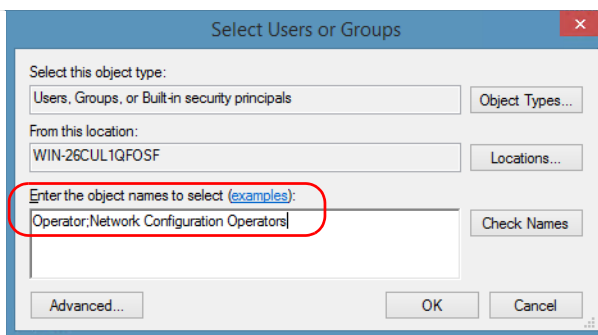 Select Users or Groups
Select this object type:
Users, Groups, or Built-in security principals
Object Types...
From this location:
WIN-26CUL1QFOSF
Locations...
Enter the object names to select (examples):
Operator;Network Configuration Operators
Check Names
Advanced...
OK
Cancel